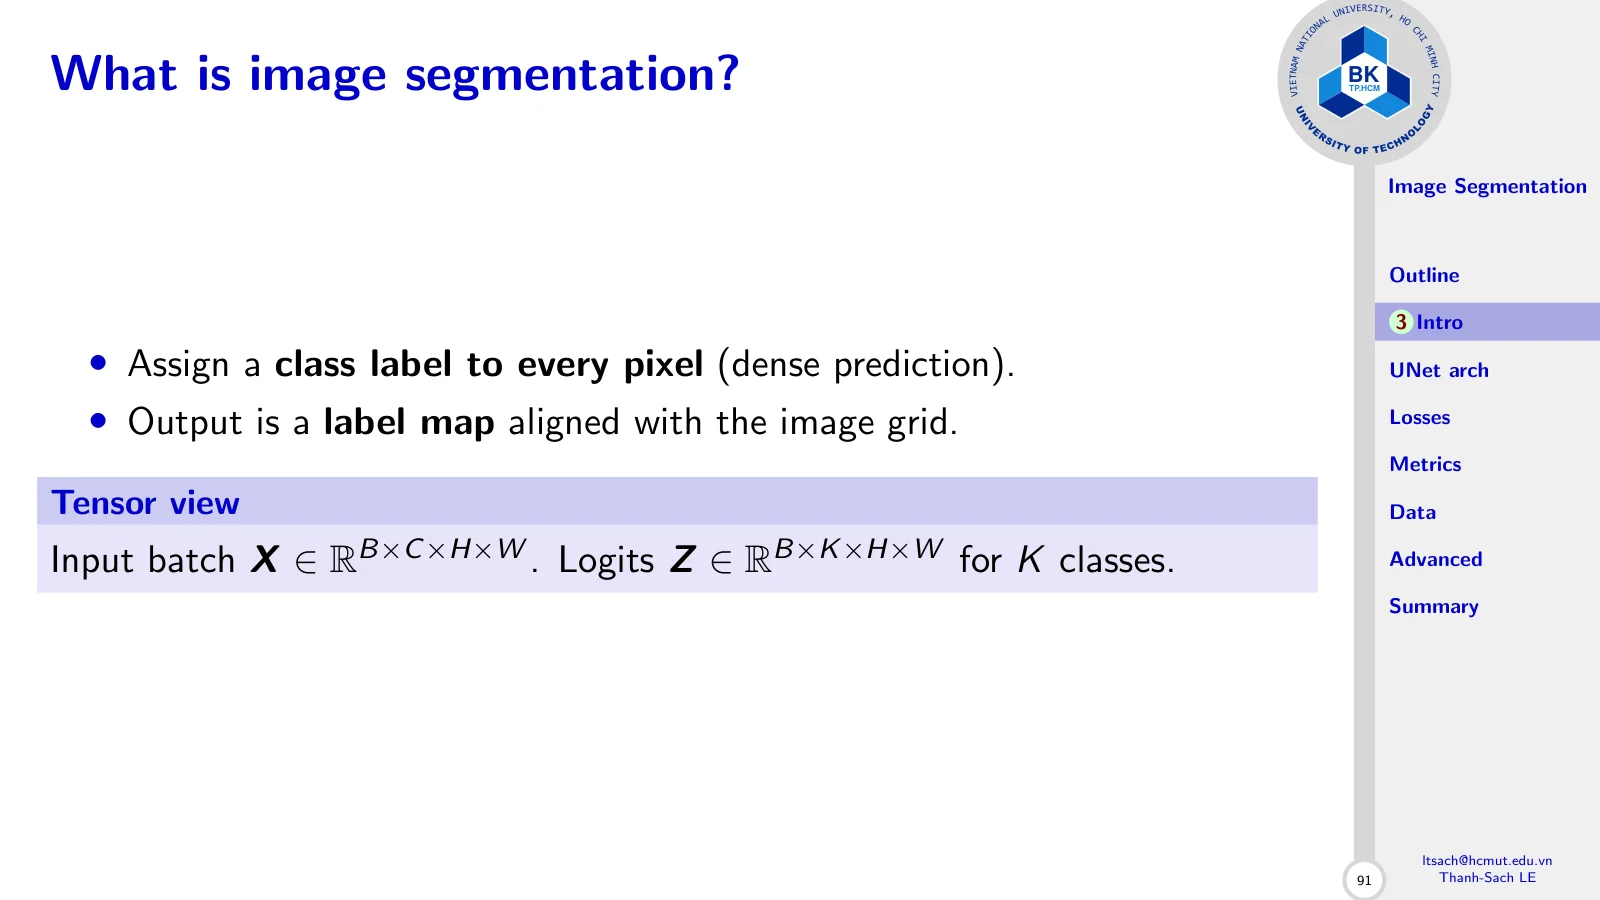 What is image segmentation?
• Assign a class label to every pixel (dense prediction).
• Output is a label map aligned with the image grid.
Tensor view
Input batch X ∈ ℝ^{B×C×H×W}. Logits Z ∈ ℝ^{B×K×H×W} for K classes.
VIETNAM NATIONAL UNIVERSITY, HO CHI MINH CITY
BK
TP.HCM
UNIVERSITY OF TECHNOLOGY
Image Segmentation
Outline
3 Intro
UNet arch
Losses
Metrics
Data
Advanced
Summary
ltsach@hcmut.edu.vn
Thanh-Sach LE
91